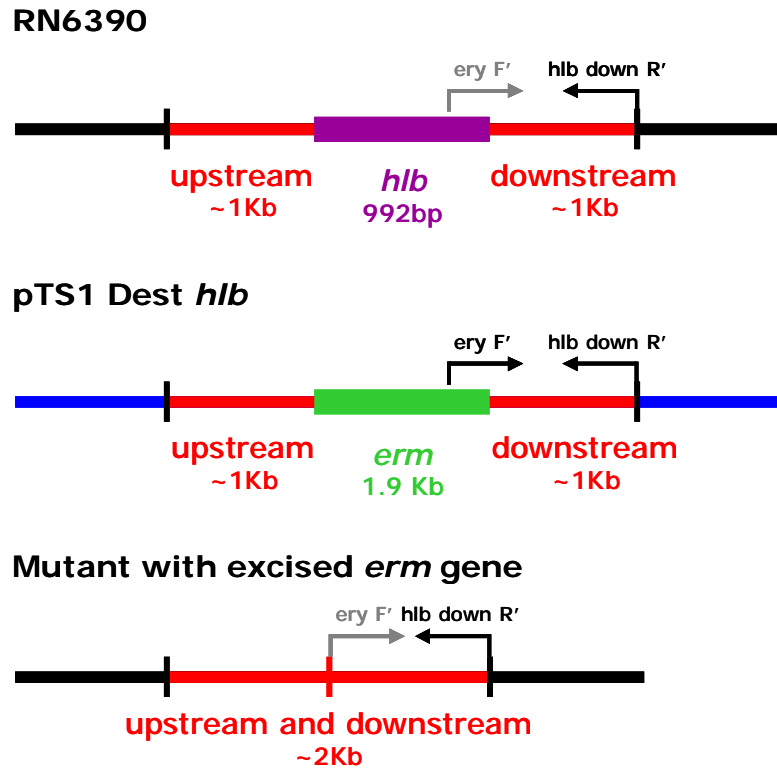 RN6390
ery F’ hlb down R’
upstream hlb downstream
~1Kb 992bp ~1Kb
pTS1 Dest hlb
ery F’ hlb down R’
upstream erm downstream
~1Kb 1.9 Kb ~1Kb
Mutant with excised erm gene
ery F’ hlb down R’
upstream and downstream
~2Kb